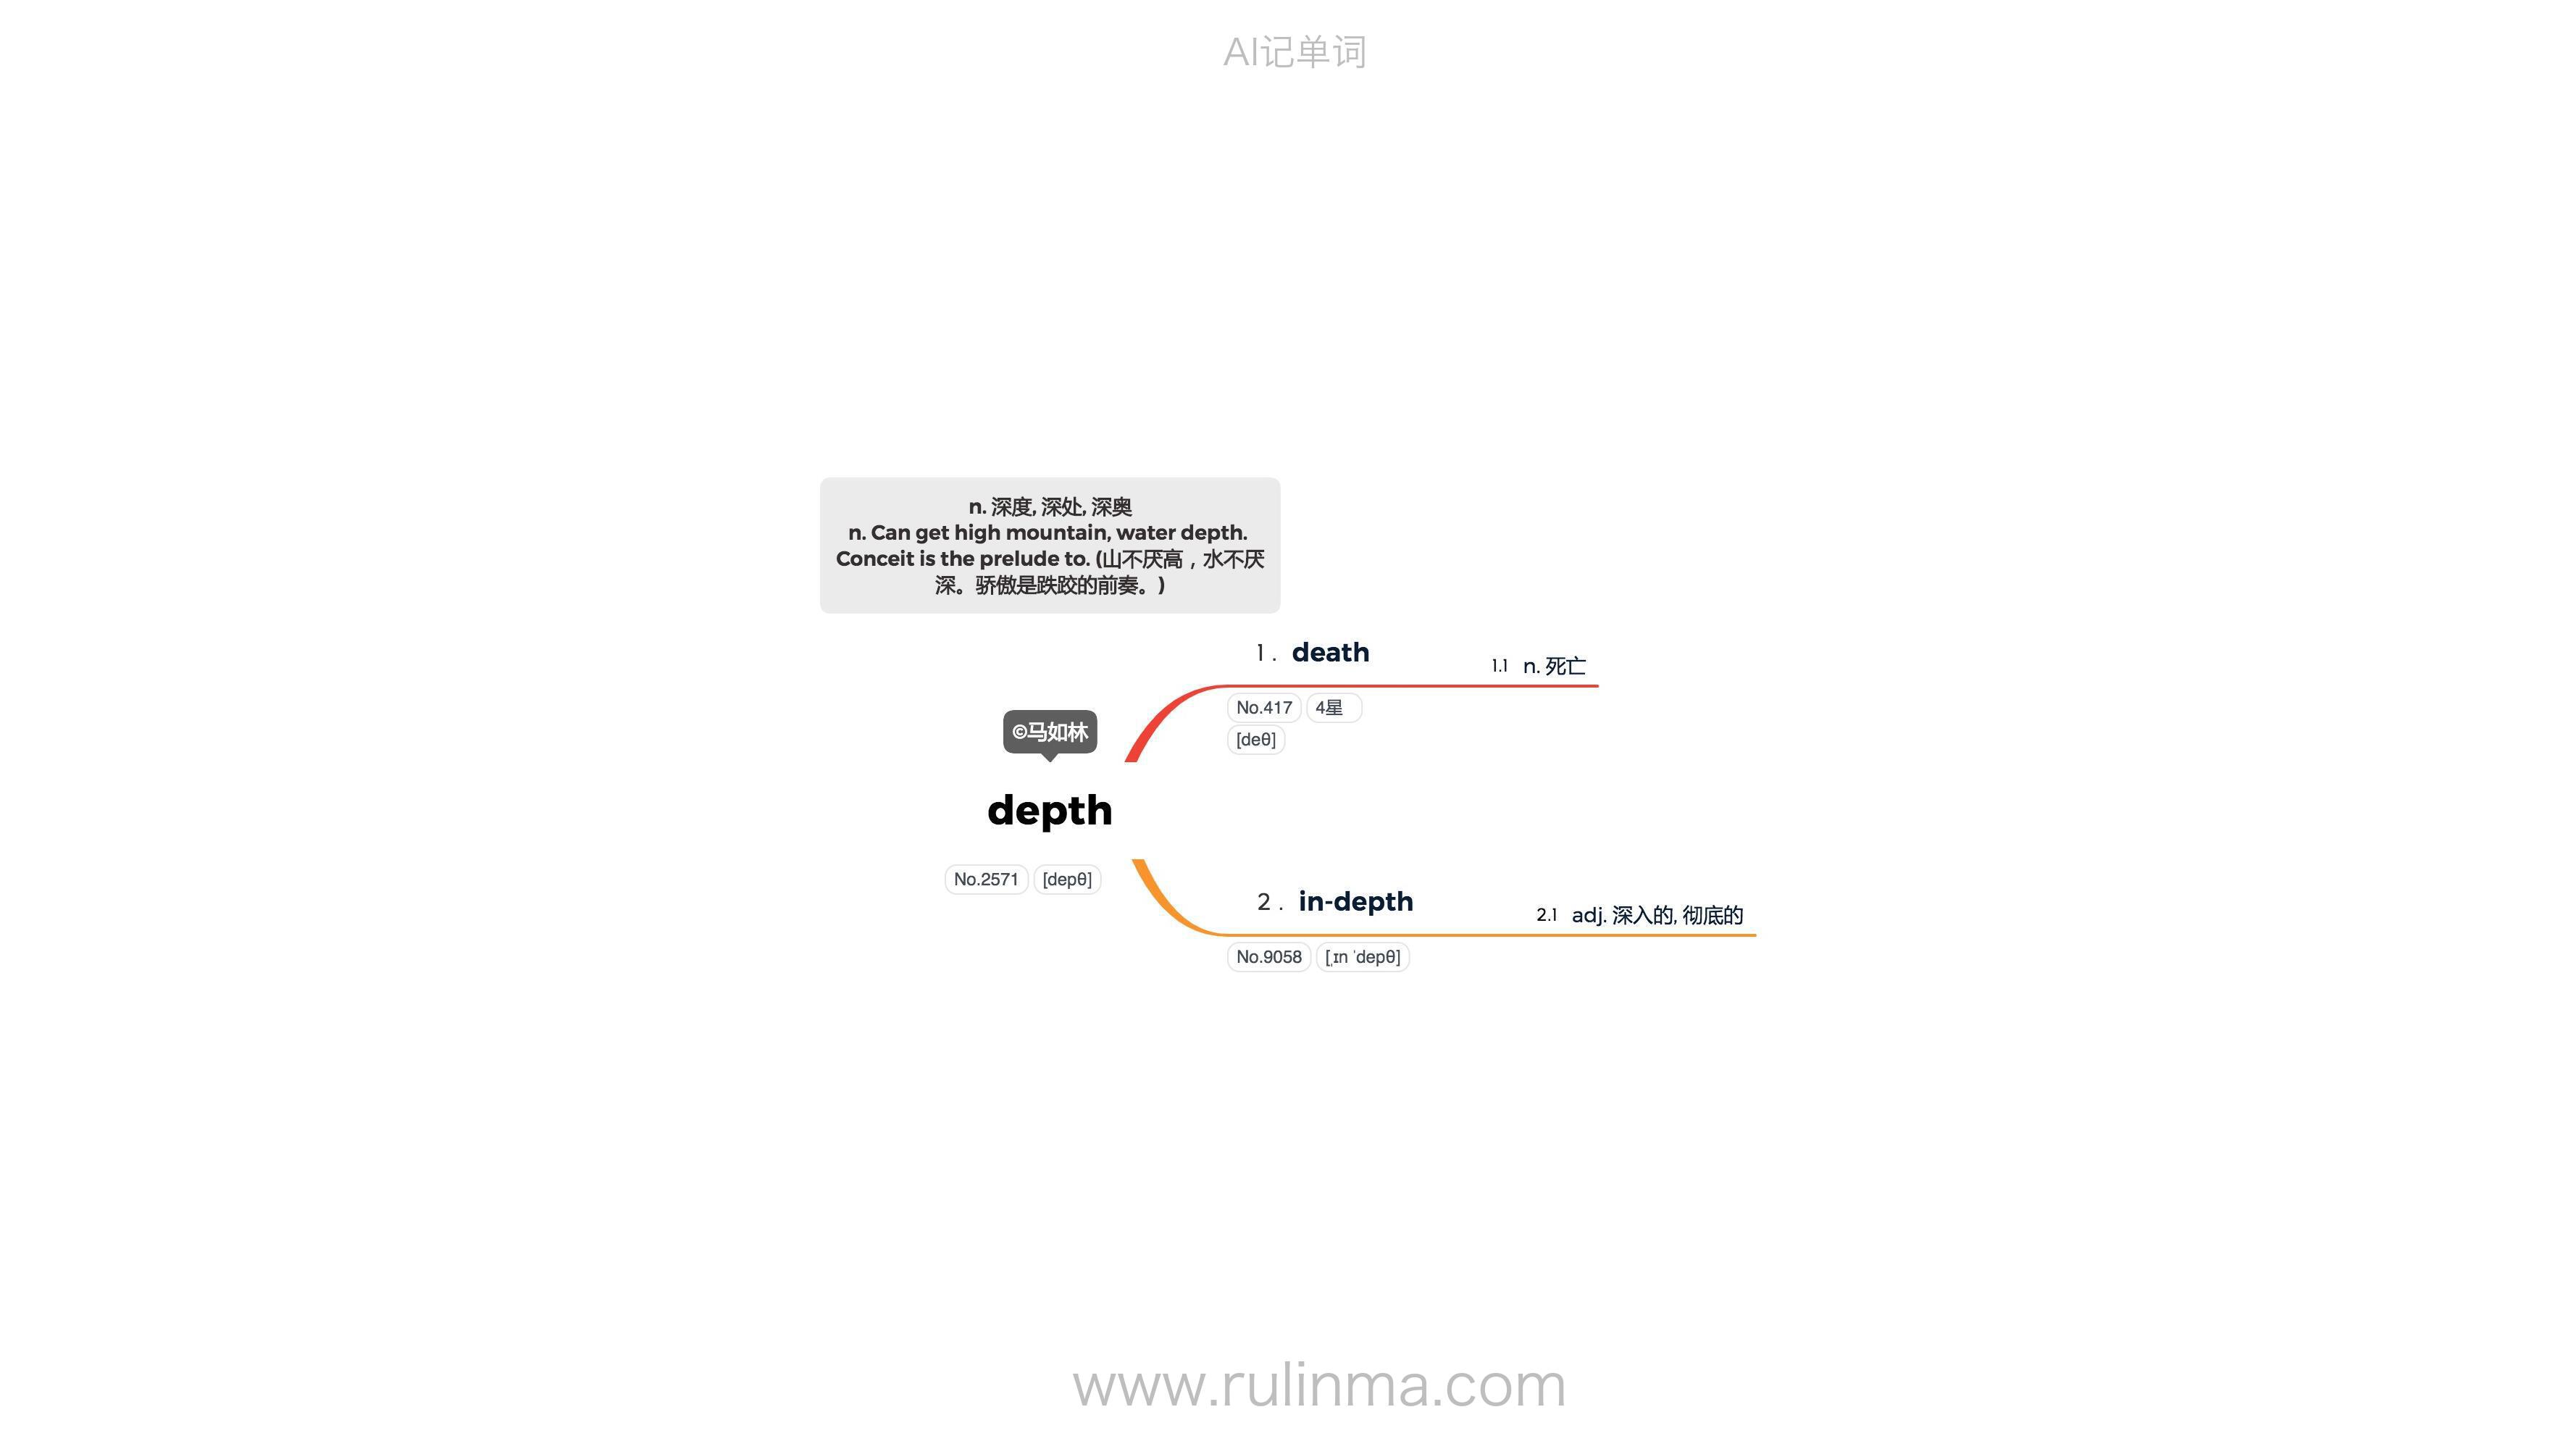 AI记单词
n. 深度, 深处, 深奥
n. Can get high mountain, water depth.
Conceit is the prelude to. (山不厌高，水不厌
深。骄傲是跌跤的前奏。)
1 . death
1.1 n. 死亡
No.417 4星
[deθ]
©马如林
depth
No.2571 [depθ]
2 . in-depth
2.1 adj. 深入的, 彻底的
No.9058 [ˌɪn ˈdepθ]
www.rulinma.com